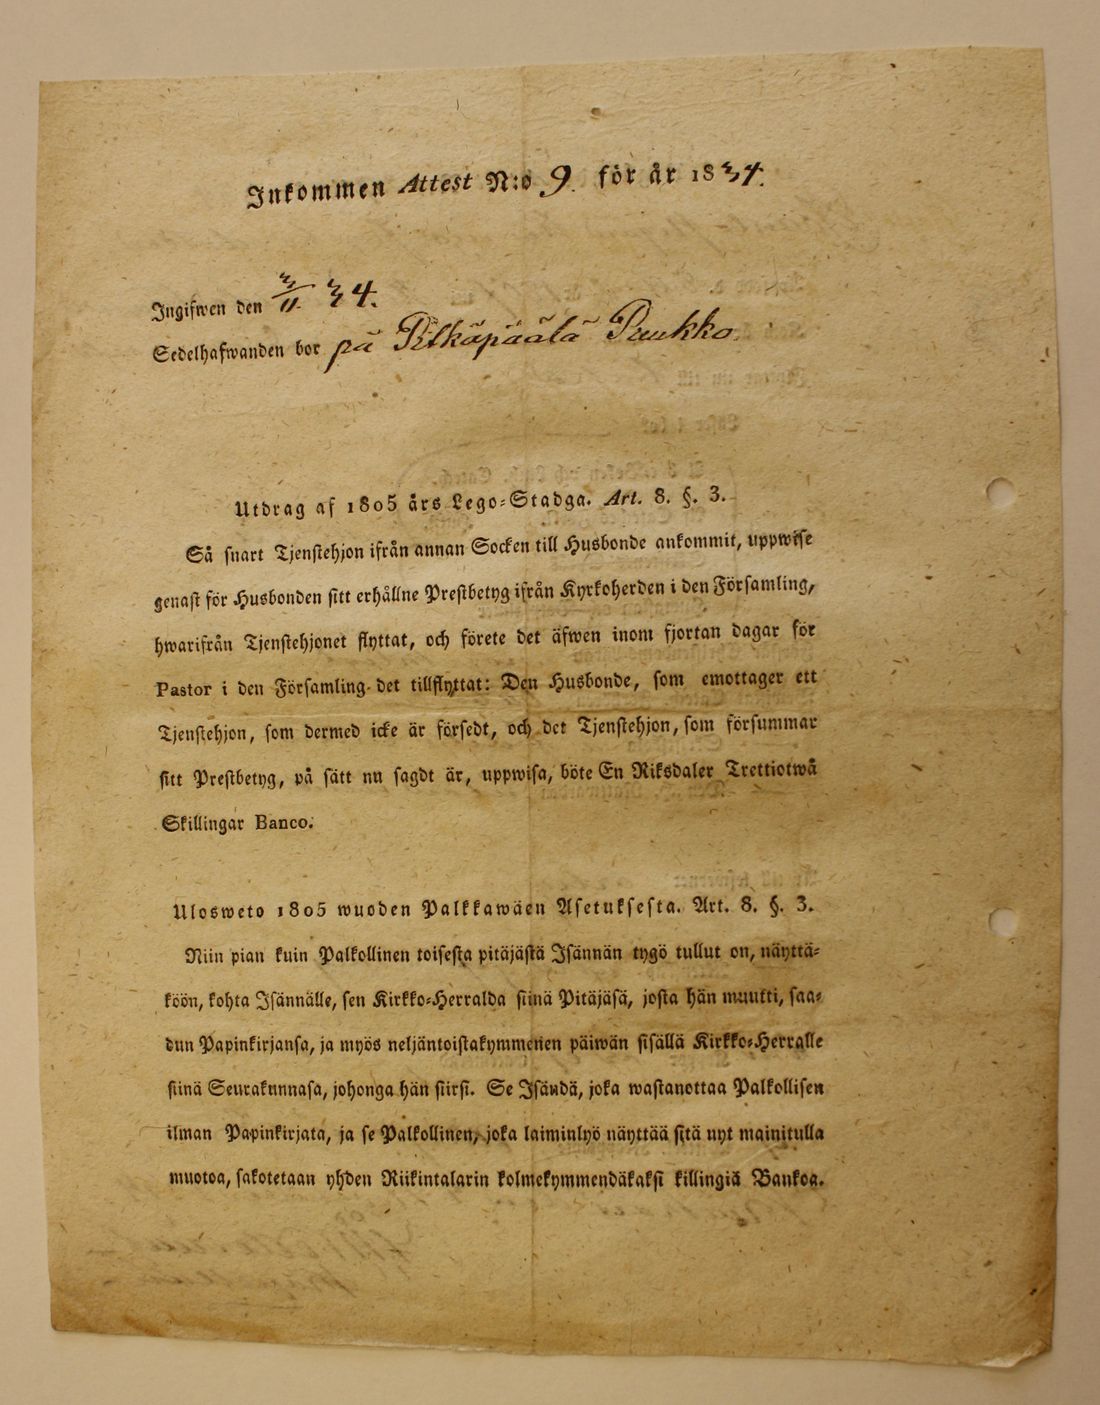 Inkommen Attest N:o 9. för år 1834.
Ingifwen den 3/11 34.
Sedelhafwanden bor på Pitkäpäälä Puukko.
Utdrag af 1805 års Lego-Stadga. Art. 8. §. 3.
Så snart Tjenstehjon ifrån annan Socken till Husbonde ankommit, uppwise
genast för Husbonden sitt erhållne Prestbetyg ifrån Kyrkoherden i den Församling,
hwarifrån Tjenstehjonet flyttat, och förete det äfwen inom fjortan dagar för
Pastor i den Församling det tillflyttat: Den Husbonde, som emottager ett
Tjenstehjon, som dermed icke är försedt, och det Tjenstehjon, som försummar
sitt Prestbetyg, på sätt nu sagdt är, uppwisa, böte En Riksdaler Trettiotwå
Skillingar Banco.
Ulosweto 1805 wuoden Palkkawäen Asetuksesta. Art. 8. §. 3.
Niin pian kuin Palkollinen toisesta pitäjästä Isännän tygö tullut on, näyttä-
köön, kohta Isännälle, sen Kirkko-Herralda siinä Pitäjäsä, josta hän muutti, saa-
dun Papinkirjansa, ja myös neljäntoistakymmenen päiwän sisällä Kirkko-Herralle
siinä Seurakunnasa, johonga hän siirsi. Se Isändä, joka wastanottaa Palkollisen
ilman Papinkirjata, ja se Palkollinen, joka laiminlyö näyttää sitä nyt mainitulla
muotoa, sakotetaan yhden Riikintalarin kolmekymmendäkaksi killingiä Bankoa.